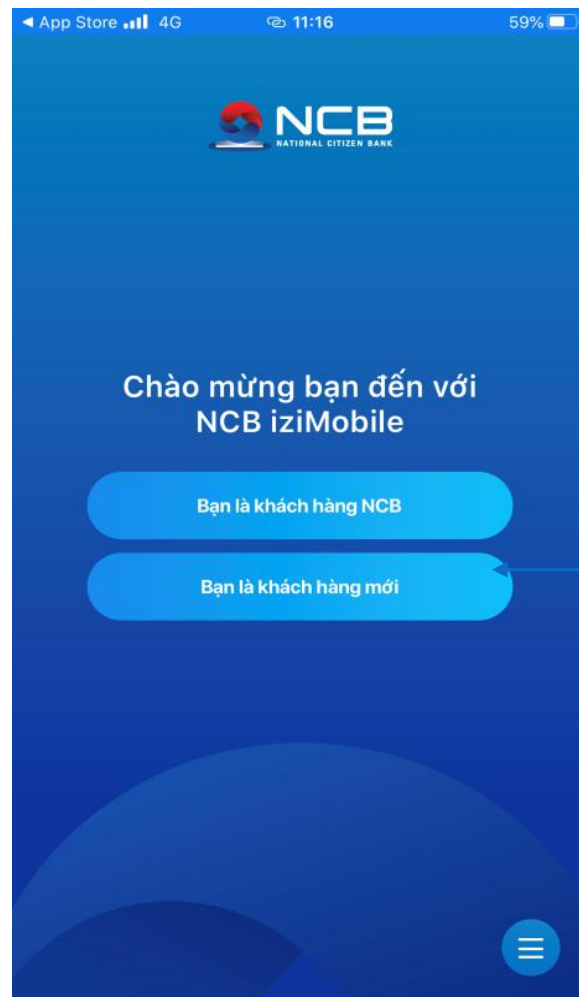 App Store 4G 11:16 59%
NCB
NATIONAL CITIZEN BANK
Chào mừng bạn đến với
NCB iziMobile
Bạn là khách hàng NCB
Bạn là khách hàng mới